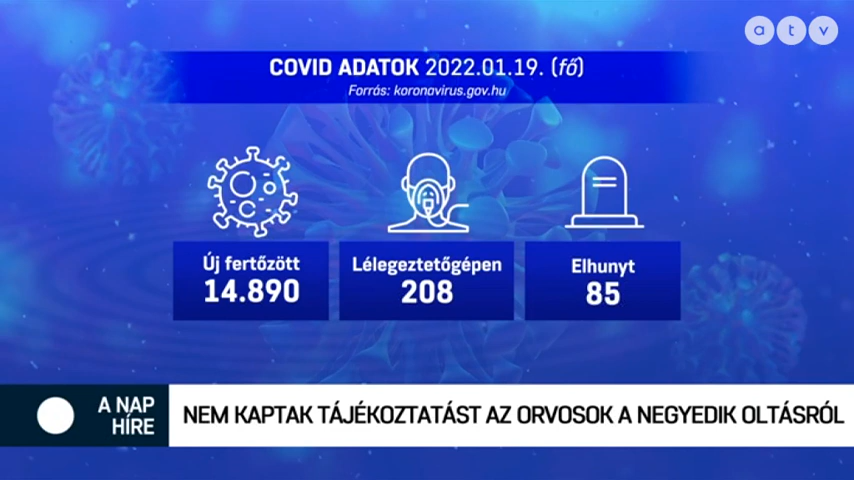 atv
COVID ADATOK 2022.01.19. (fő)
Forrás: koronavirus.gov.hu
Új fertőzött
14.890
Lélegeztetőgépen
208
Elhunyt
85
A NAP
HÍRE
NEM KAPTAK TÁJÉKOZTATÁST AZ ORVOSOK A NEGYEDIK OLTÁSRÓL